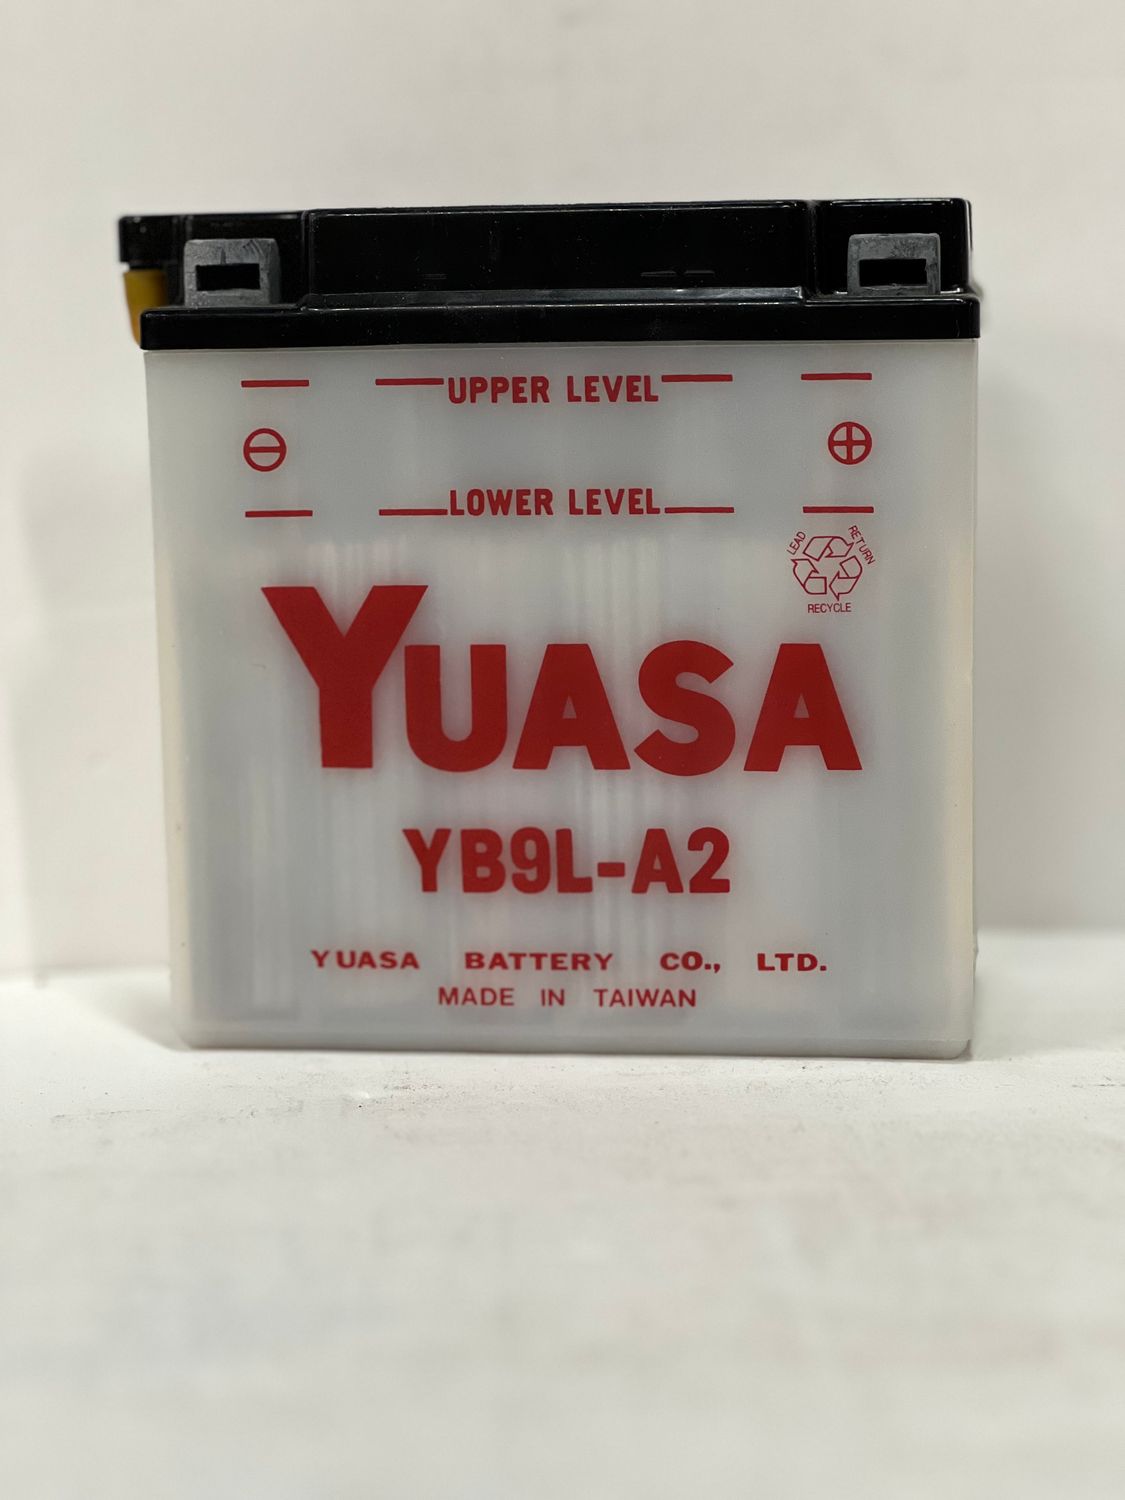 UPPER LEVEL
LOWER LEVEL
LEAD
RETURN
RECYCLE
YUASA
YB9L-A2
YUASA BATTERY CO., LTD.
MADE IN TAIWAN